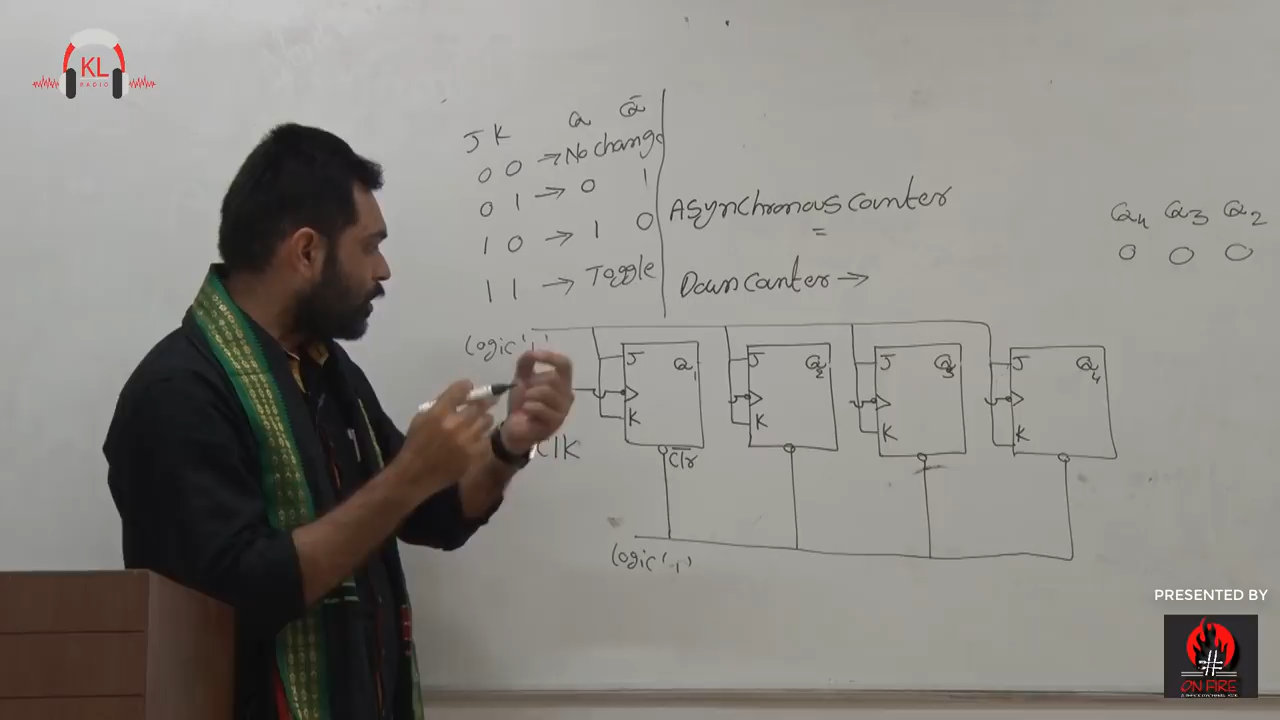 KL
RADIO
J K Q Q̅
0 0 → No change
0 1 → 0 1
1 0 → 1 0
1 1 → Toggle
Asynchronous counter
=
Down counter →
Q4 Q3 Q2
0 0 0
logic '1'
J Q1
K
C̅l̅r̅
J Q2
K
J Q3
K
J Q4
K
Clk
logic '1'
PRESENTED BY
#
ON FIRE